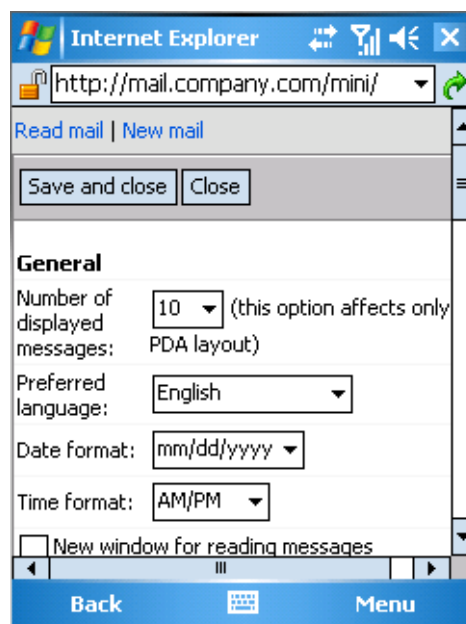 Internet Explorer
http://mail.company.com/mini/
Read mail | New mail
Save and close Close
General
Number of displayed messages: 10 (this option affects only PDA layout)
Preferred language: English
Date format: mm/dd/yyyy
Time format: AM/PM
New window for reading messages
Back Menu